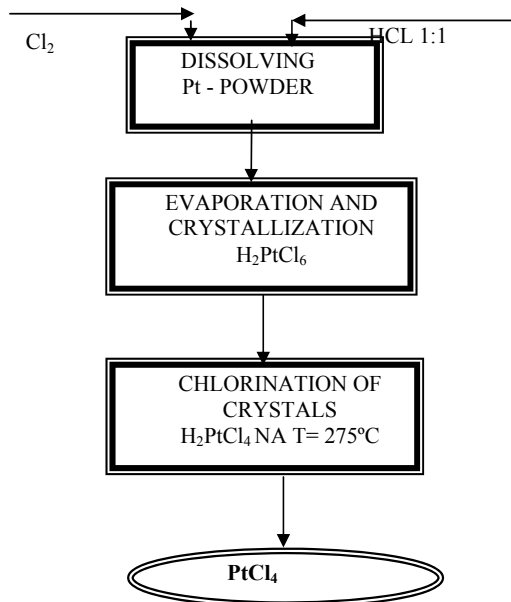 Cl₂
HCL 1:1
DISSOLVING
Pt - POWDER
EVAPORATION AND
CRYSTALLIZATION
H₂PtCl₆
CHLORINATION OF
CRYSTALS
H₂PtCl₄ NA T= 275ºC
PtCl₄